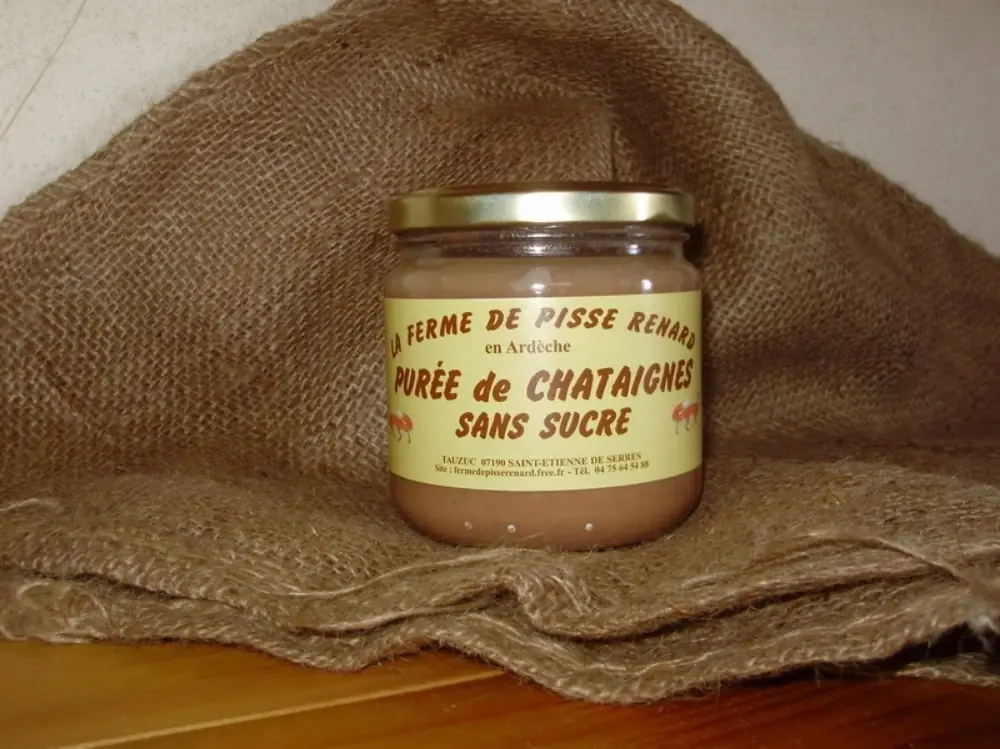 LA FERME DE PISSE RENARD
en Ardèche
PURÉE de CHATAIGNES
SANS SUCRE
TAUZUC 07190 SAINT-ETIENNE DE SERRES
Site : fermedepisserenard.free.fr - Tél. 04 75 64 54 88